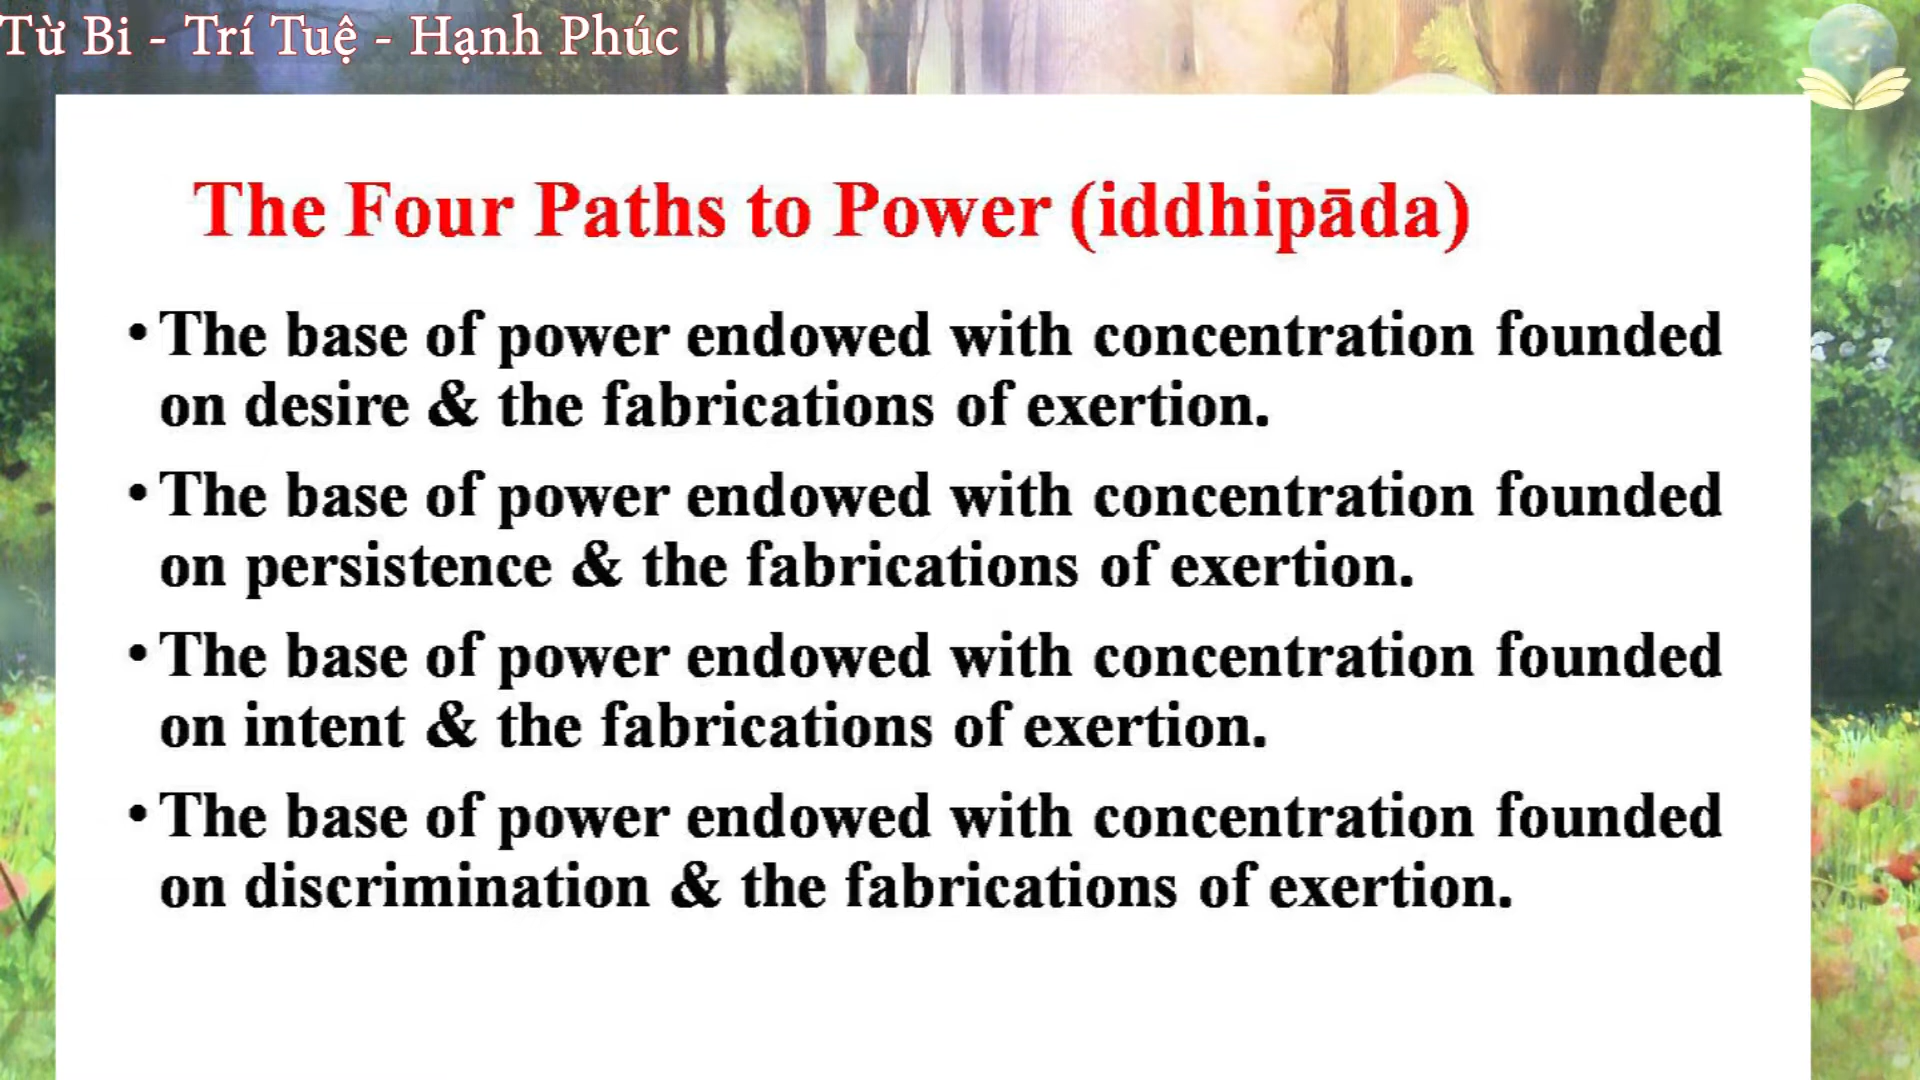 Từ Bi - Trí Tuệ - Hạnh Phúc
The Four Paths to Power (iddhipāda)
• The base of power endowed with concentration founded
on desire & the fabrications of exertion.
• The base of power endowed with concentration founded
on persistence & the fabrications of exertion.
• The base of power endowed with concentration founded
on intent & the fabrications of exertion.
• The base of power endowed with concentration founded
on discrimination & the fabrications of exertion.